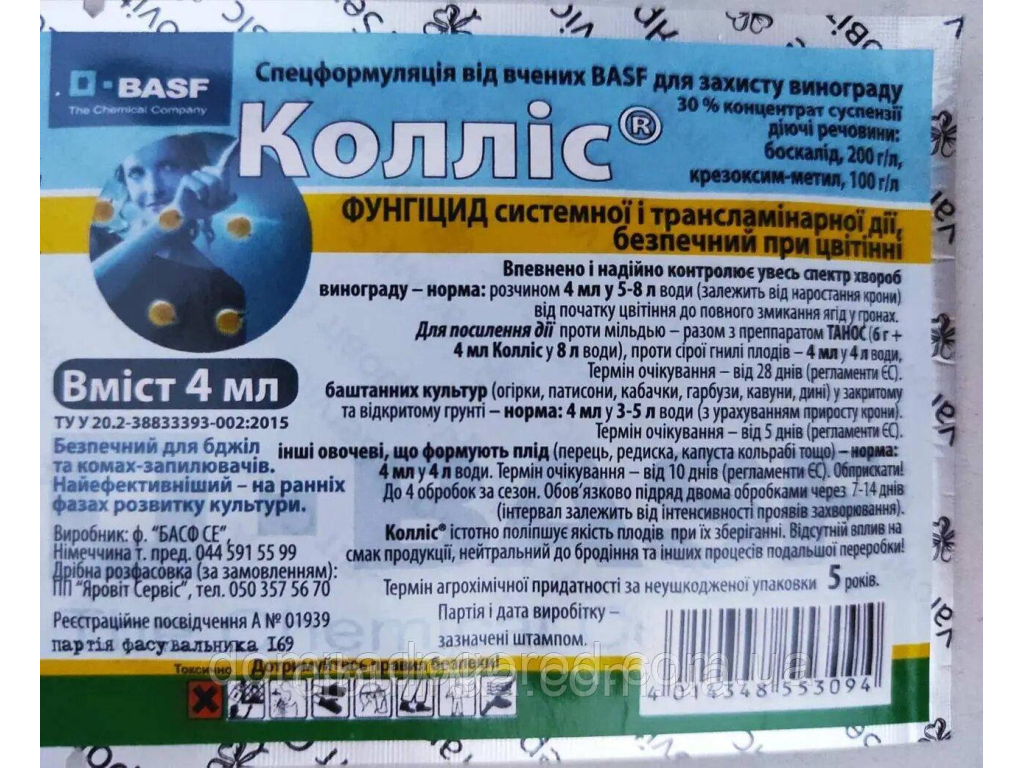 BASF
The Chemical Company
Спецформуляція від вчених BASF для захисту винограду
30 % концентрат суспензії
діючі речовини:
боскалід, 200 г/л,
крезоксим-метил, 100 г/л
Колліс®
ФУНГІЦИД системної і трансламінарної дії,
безпечний при цвітінні
Впевнено і надійно контролює увесь спектр хвороб
винограду – норма: розчином 4 мл у 5-8 л води (залежить від наростання крони)
від початку цвітіння до повного змикання ягід у гронах.
Для посилення дії проти мільдью – разом з преппаратом ТАНОС (6 г +
4 мл Колліс у 8 л води), проти сірої гнилі плодів – 4 мл у 4 л води,
Термін очікування – від 28 днів (регламенти ЄС).
баштанних культур (огірки, патисони, кабачки, гарбузи, кавуни, дині) у закритому
та відкритому грунті – норма: 4 мл у 3-5 л води (з урахуванням приросту крони).
Термін очікування – від 5 днів (регламенти ЄС).
інші овочеві, що формують плід (перець, редиска, капуста кольрабі тощо) – норма:
4 мл у 4 л води. Термін очікування – від 10 днів (регламенти ЄС). Обприскати!
До 4 обробок за сезон. Обов'язково підряд двома обробками через 7-14 днів
(інтервал залежить від інтенсивності проявів захворювання).
Колліс® істотно поліпшує якість плодів при їх зберіганні. Відсутній вплив на
смак продукції, нейтральний до бродіння та інших процесів подальшої переробки!
Термін агрохімічної придатності за неушкодженої упаковки 5 років.
Партія і дата виробітку –
зазначені штампом.
Вміст 4 мл
ТУ У 20.2-38833393-002:2015
Безпечний для бджіл
та комах-запилювачів.
Найефективніший – на ранніх
фазах розвитку культури.
Виробник: ф. "БАСФ СЕ",
Німеччина т. пред. 044 591 55 99
Дрібна розфасовка (за замовленням):
ПП "Яровіт Сервіс", тел. 050 357 56 70
Реєстраційне посвідчення А № 01939
партія фасувальника І69
Токсично
Дотримуйтесь правил безпеки!
4 014348 553094